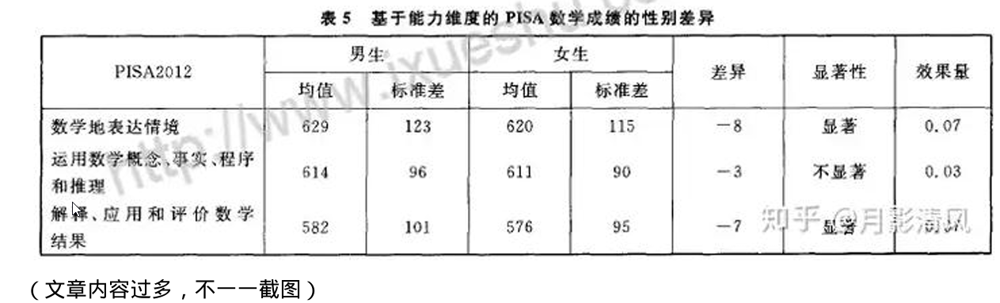 表 5 基于能力维度的 PISA 数学成绩的性别差异
PISA2012 男生 女生 差异 显著性 效果量
均值 标准差 均值 标准差
数学地表达情境 629 123 620 115 -8 显著 0.07
运用数学概念、事实、程序
和推理 614 96 611 90 -3 不显著 0.03
解释、应用和评价数学
结果 582 101 576 95 -7 显著 0.07
http://www.ixueshu.co
知乎 @月影清风
（文章内容过多，不一一截图）